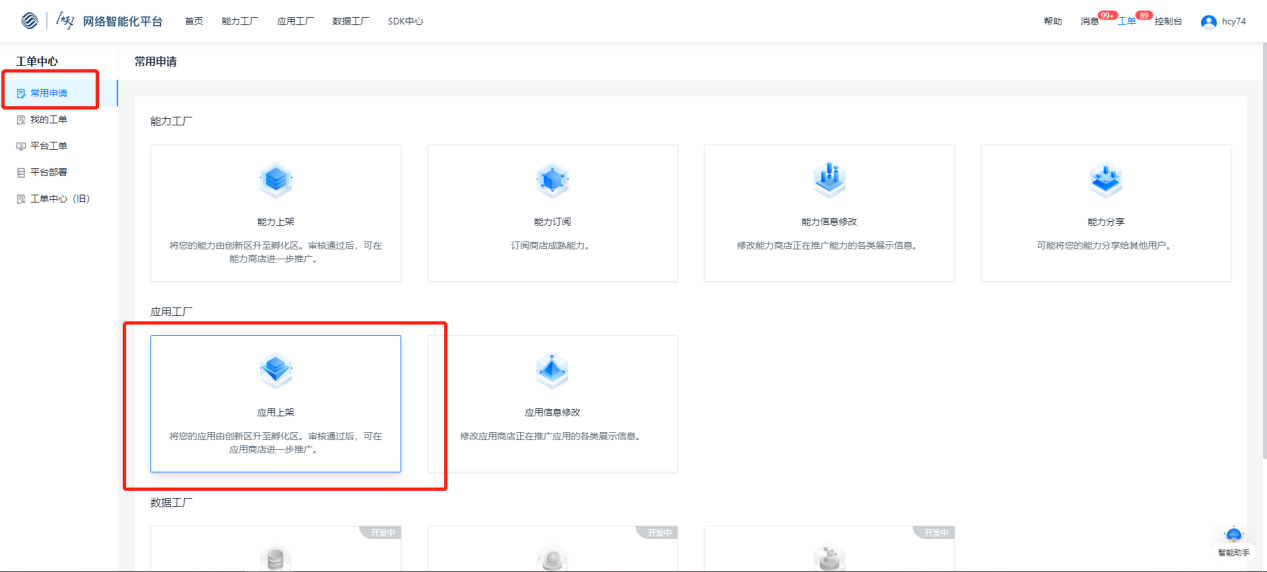 网络智能化平台 首页 能力工厂 应用工厂 数据工厂 SDK中心 帮助 消息 99+ 工单 89 控制台 hcy74
工单中心
常用申请
我的工单
平台工单
平台部署
工单中心（旧）
常用申请
能力工厂
能力上架
将您的能力由创新区升至孵化区。审核通过后，可在
能力商店进一步推广。
能力订阅
订阅商店成熟能力。
能力信息修改
修改能力商店正在推广能力的各类展示信息。
能力分享
可能将您的能力分享给其他用户。
应用工厂
应用上架
将您的应用由创新区升至孵化区。审核通过后，可在
应用商店进一步推广。
应用信息修改
修改应用商店正在推广应用的各类展示信息。
数据工厂
开发中
开发中
开发中
智能助手